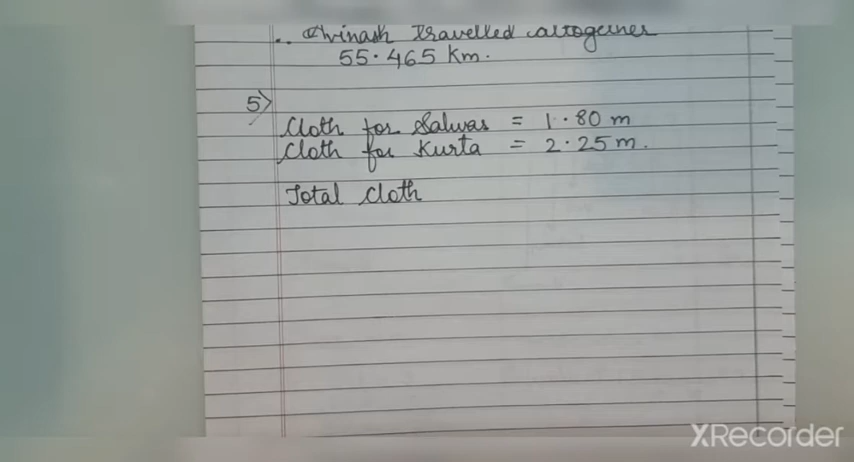 ∴ Avinash travelled altogether
55.465 Km.
5)
Cloth for Salwar = 1.80 m
Cloth for Kurta = 2.25 m.
Total Cloth
XRecorder